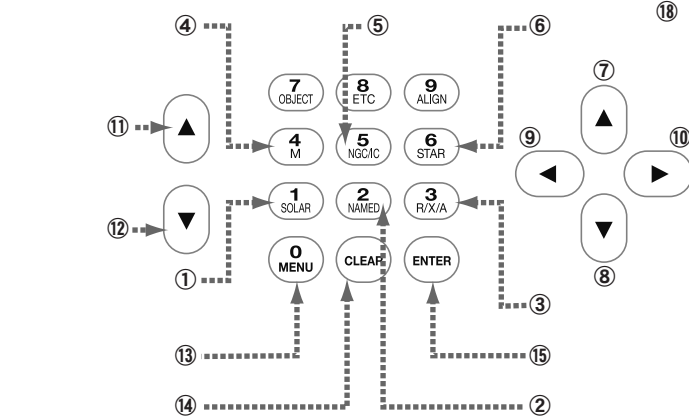 ⑱
④ ⑤ ⑥
⑦
7 8 9
OBJECT ETC ALIGN
⑪
4 5 6
M NGC/IC STAR
⑨ ⑩
1 2 3
SOLAR NAMED R/X/A
⑫
0
MENU CLEAR ENTER
① ⑧
③
⑬ ⑮
⑭ ②